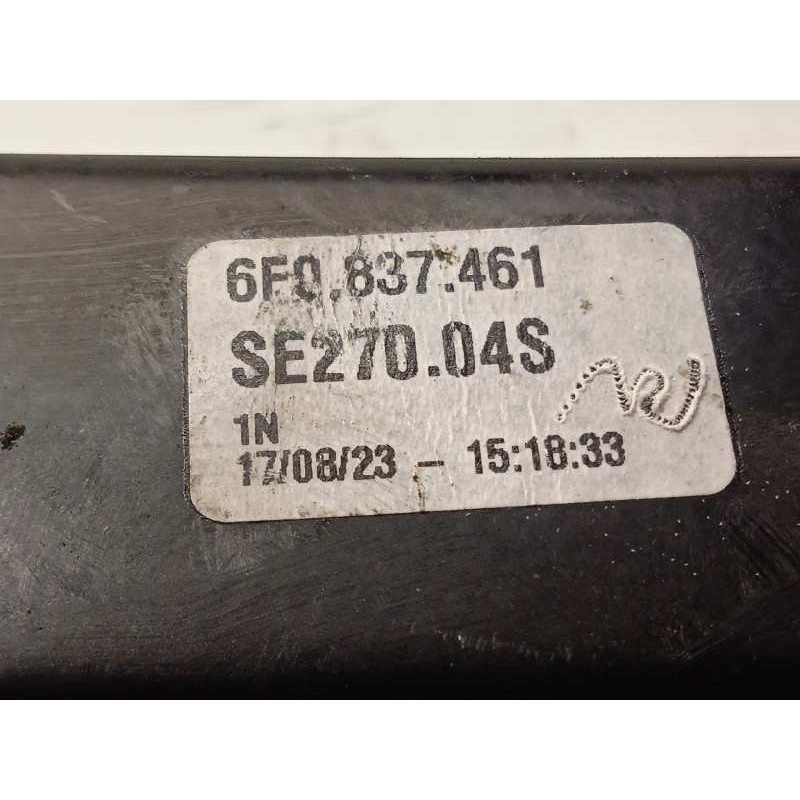 6F0.837.461
SE270.04S
1N
17/08/23 - 15:18:33